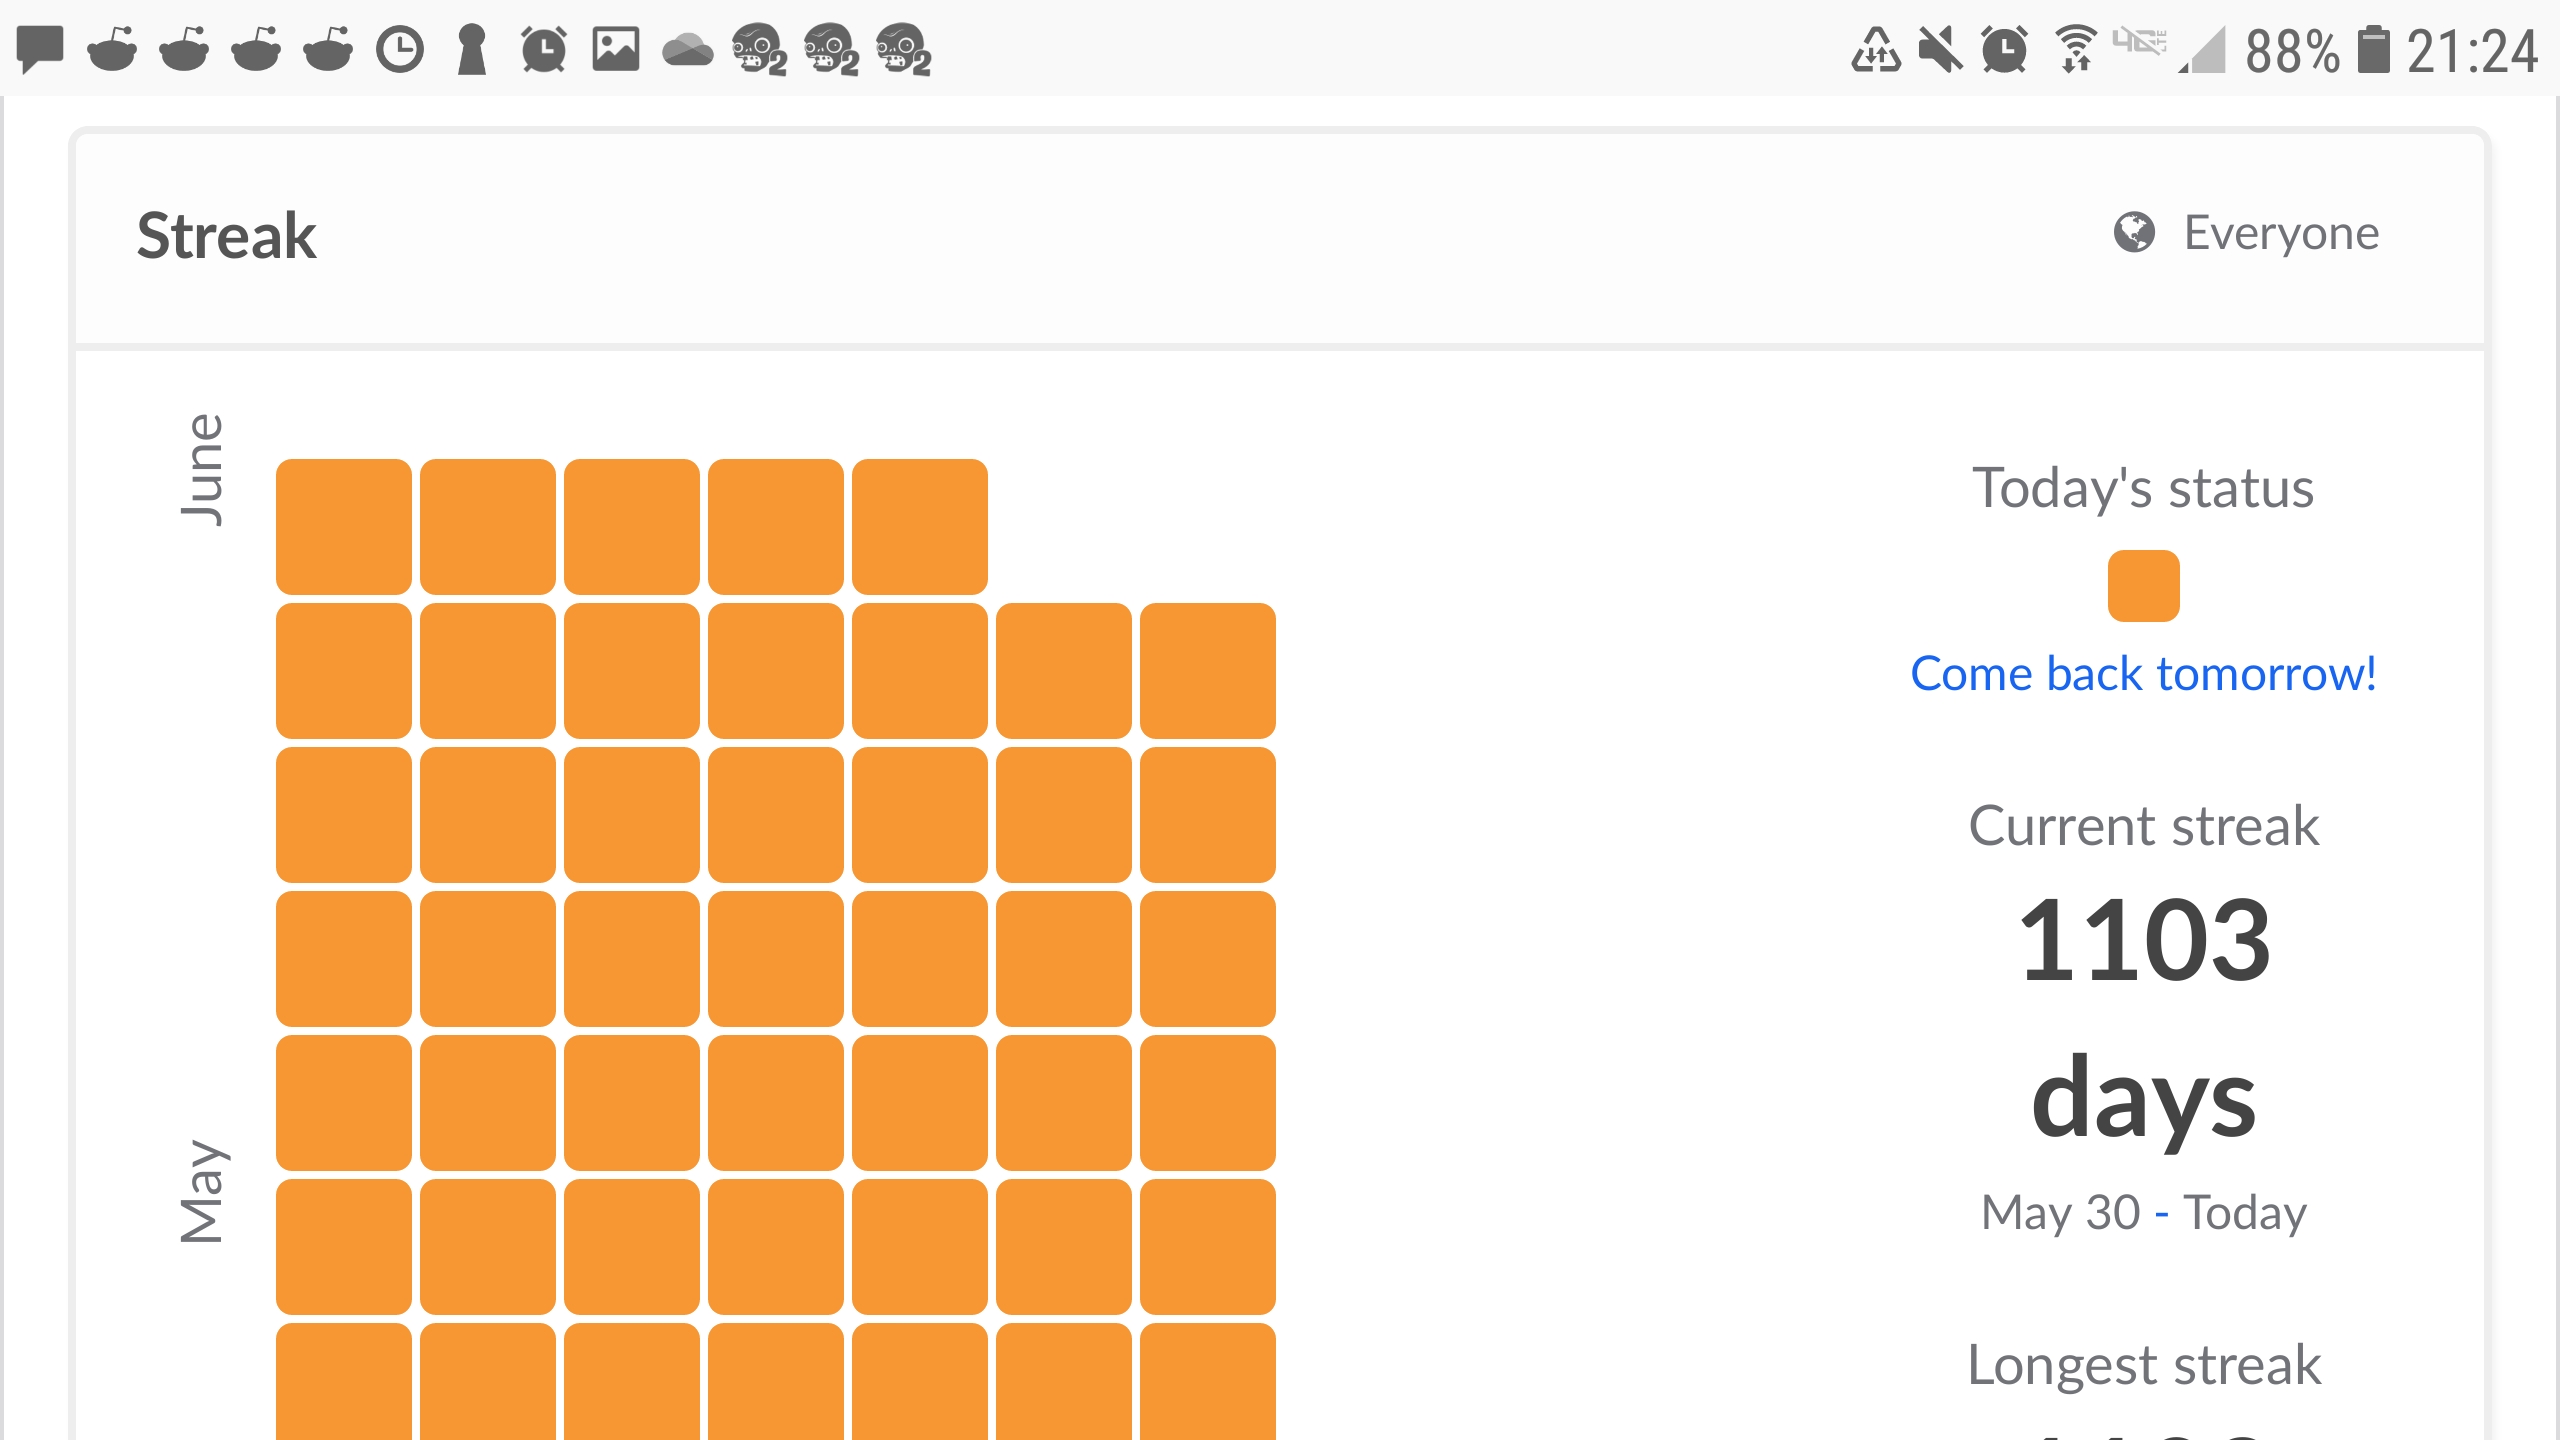 88% 21:24
Streak
Everyone
June
Today's status
Come back tomorrow!
Current streak
1103
days
May 30 - Today
May
Longest streak